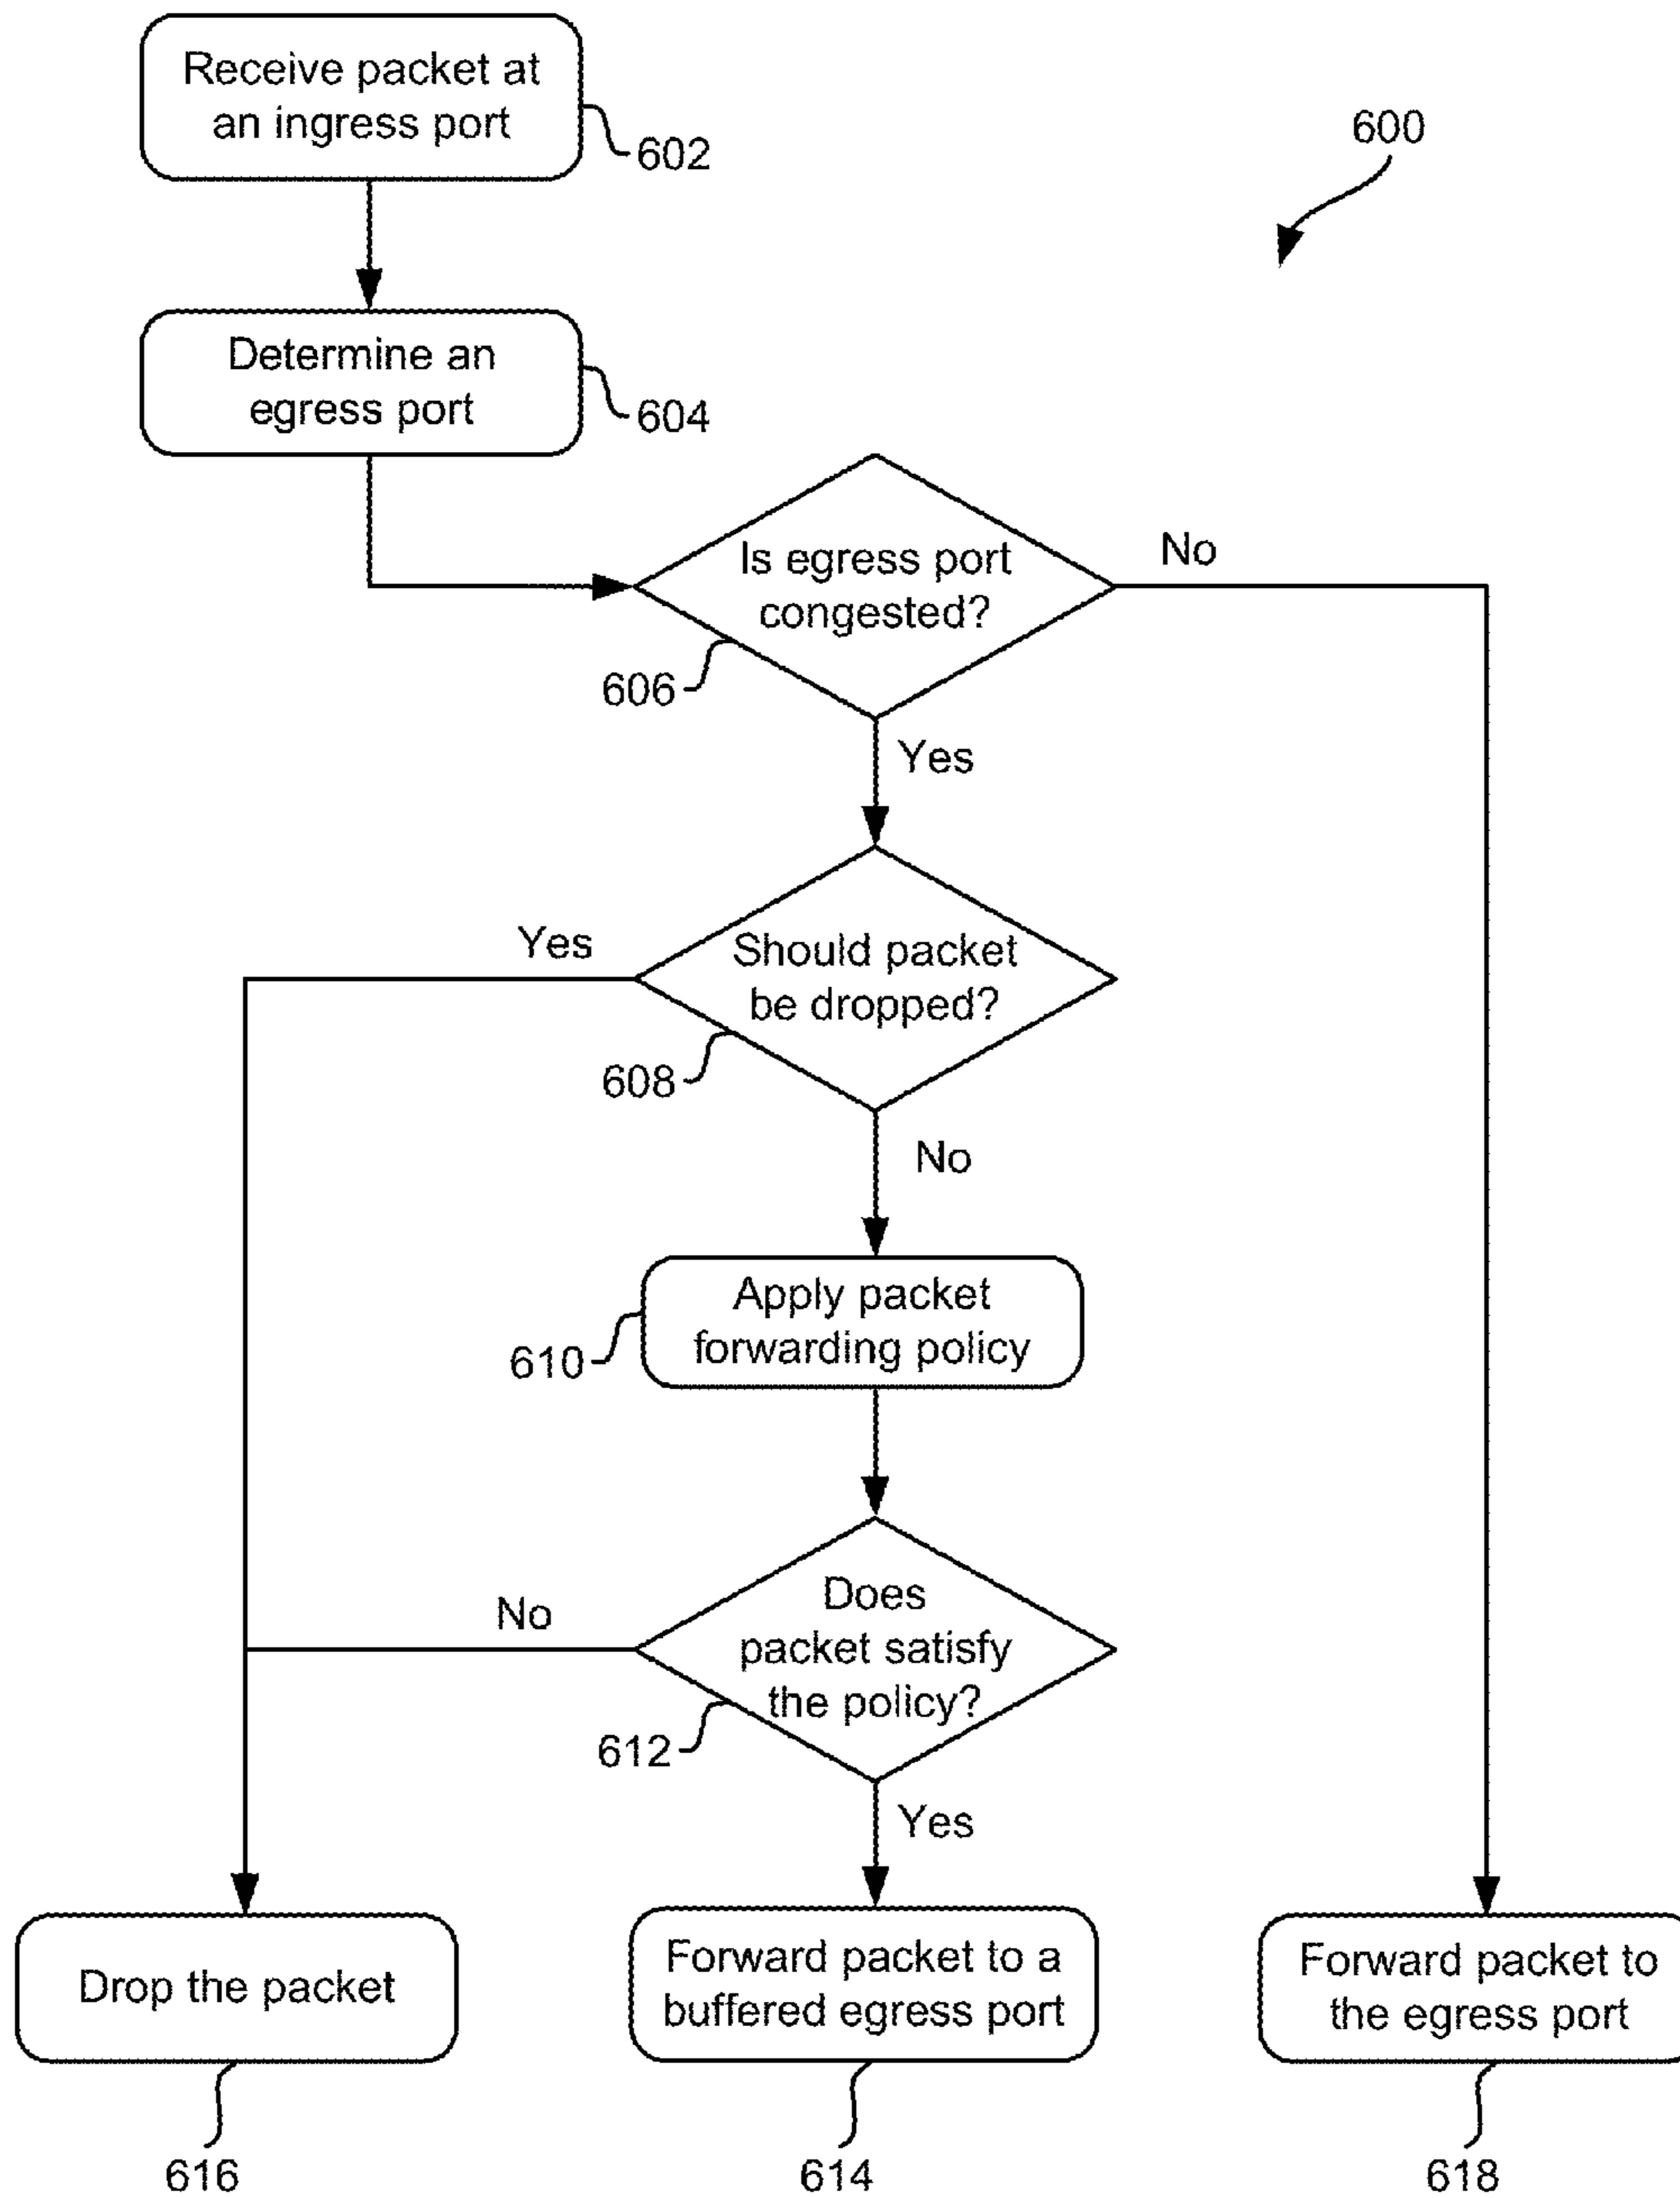 Receive packet at
an ingress port
602
600
Determine an
egress port
604
Is egress port
congested?
No
606
Yes
Should packet
be dropped?
Yes
608
No
Apply packet
forwarding policy
610
Does
packet satisfy
the policy?
No
612
Yes
Drop the packet
Forward packet to a
buffered egress port
Forward packet to
the egress port
616
614
618